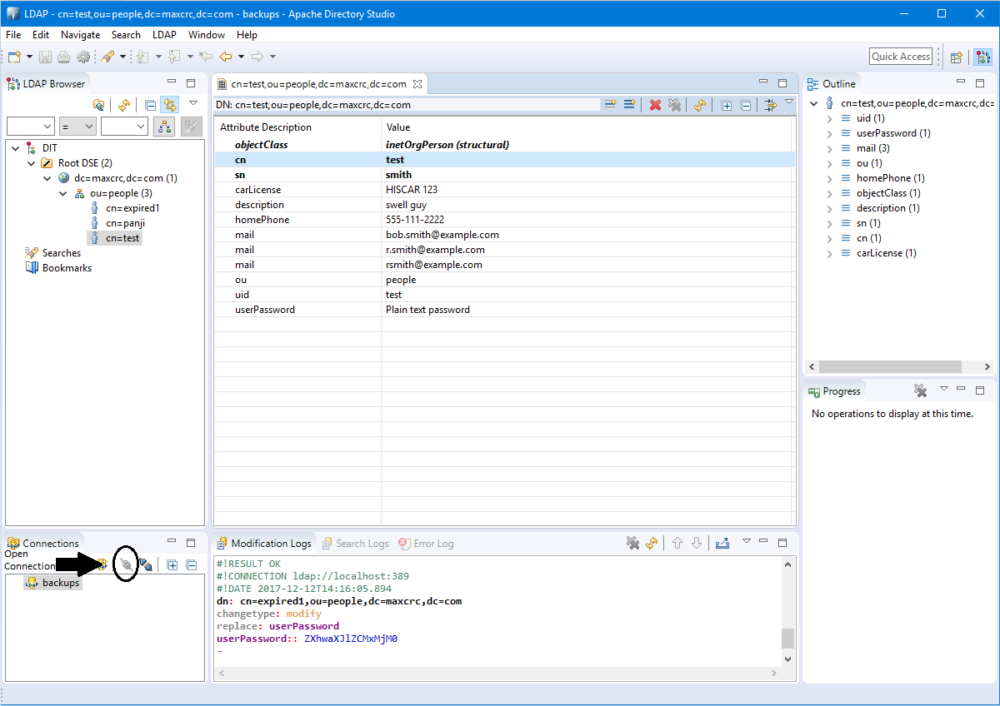 LDAP - cn=test,ou=people,dc=maxcrc,dc=com - backups - Apache Directory Studio
File Edit Navigate Search LDAP Window Help
Quick Access
LDAP Browser
=
DIT
Root DSE (2)
dc=maxcrc,dc=com (1)
ou=people (3)
cn=expired1
cn=panji
cn=test
Searches
Bookmarks
cn=test,ou=people,dc=maxcrc,dc=com
DN: cn=test,ou=people,dc=maxcrc,dc=com
Attribute Description Value
objectClass inetOrgPerson (structural)
cn test
sn smith
carLicense HISCAR 123
description swell guy
homePhone 555-111-2222
mail bob.smith@example.com
mail r.smith@example.com
mail rsmith@example.com
ou people
uid test
userPassword Plain text password
Outline
cn=test,ou=people,dc=maxcrc,dc=
uid (1)
userPassword (1)
mail (3)
ou (1)
homePhone (1)
objectClass (1)
description (1)
sn (1)
cn (1)
carLicense (1)
Progress
No operations to display at this time.
Connections
Open
Connection
LDAP backups
Modification Logs Search Logs Error Log
#!RESULT OK
#!CONNECTION ldap://localhost:389
#!DATE 2017-12-12T14:16:05.894
dn: cn=expired1,ou=people,dc=maxcrc,dc=com
changetype: modify
replace: userPassword
userPassword:: ZXhwaXJlZCMxMjM0
-